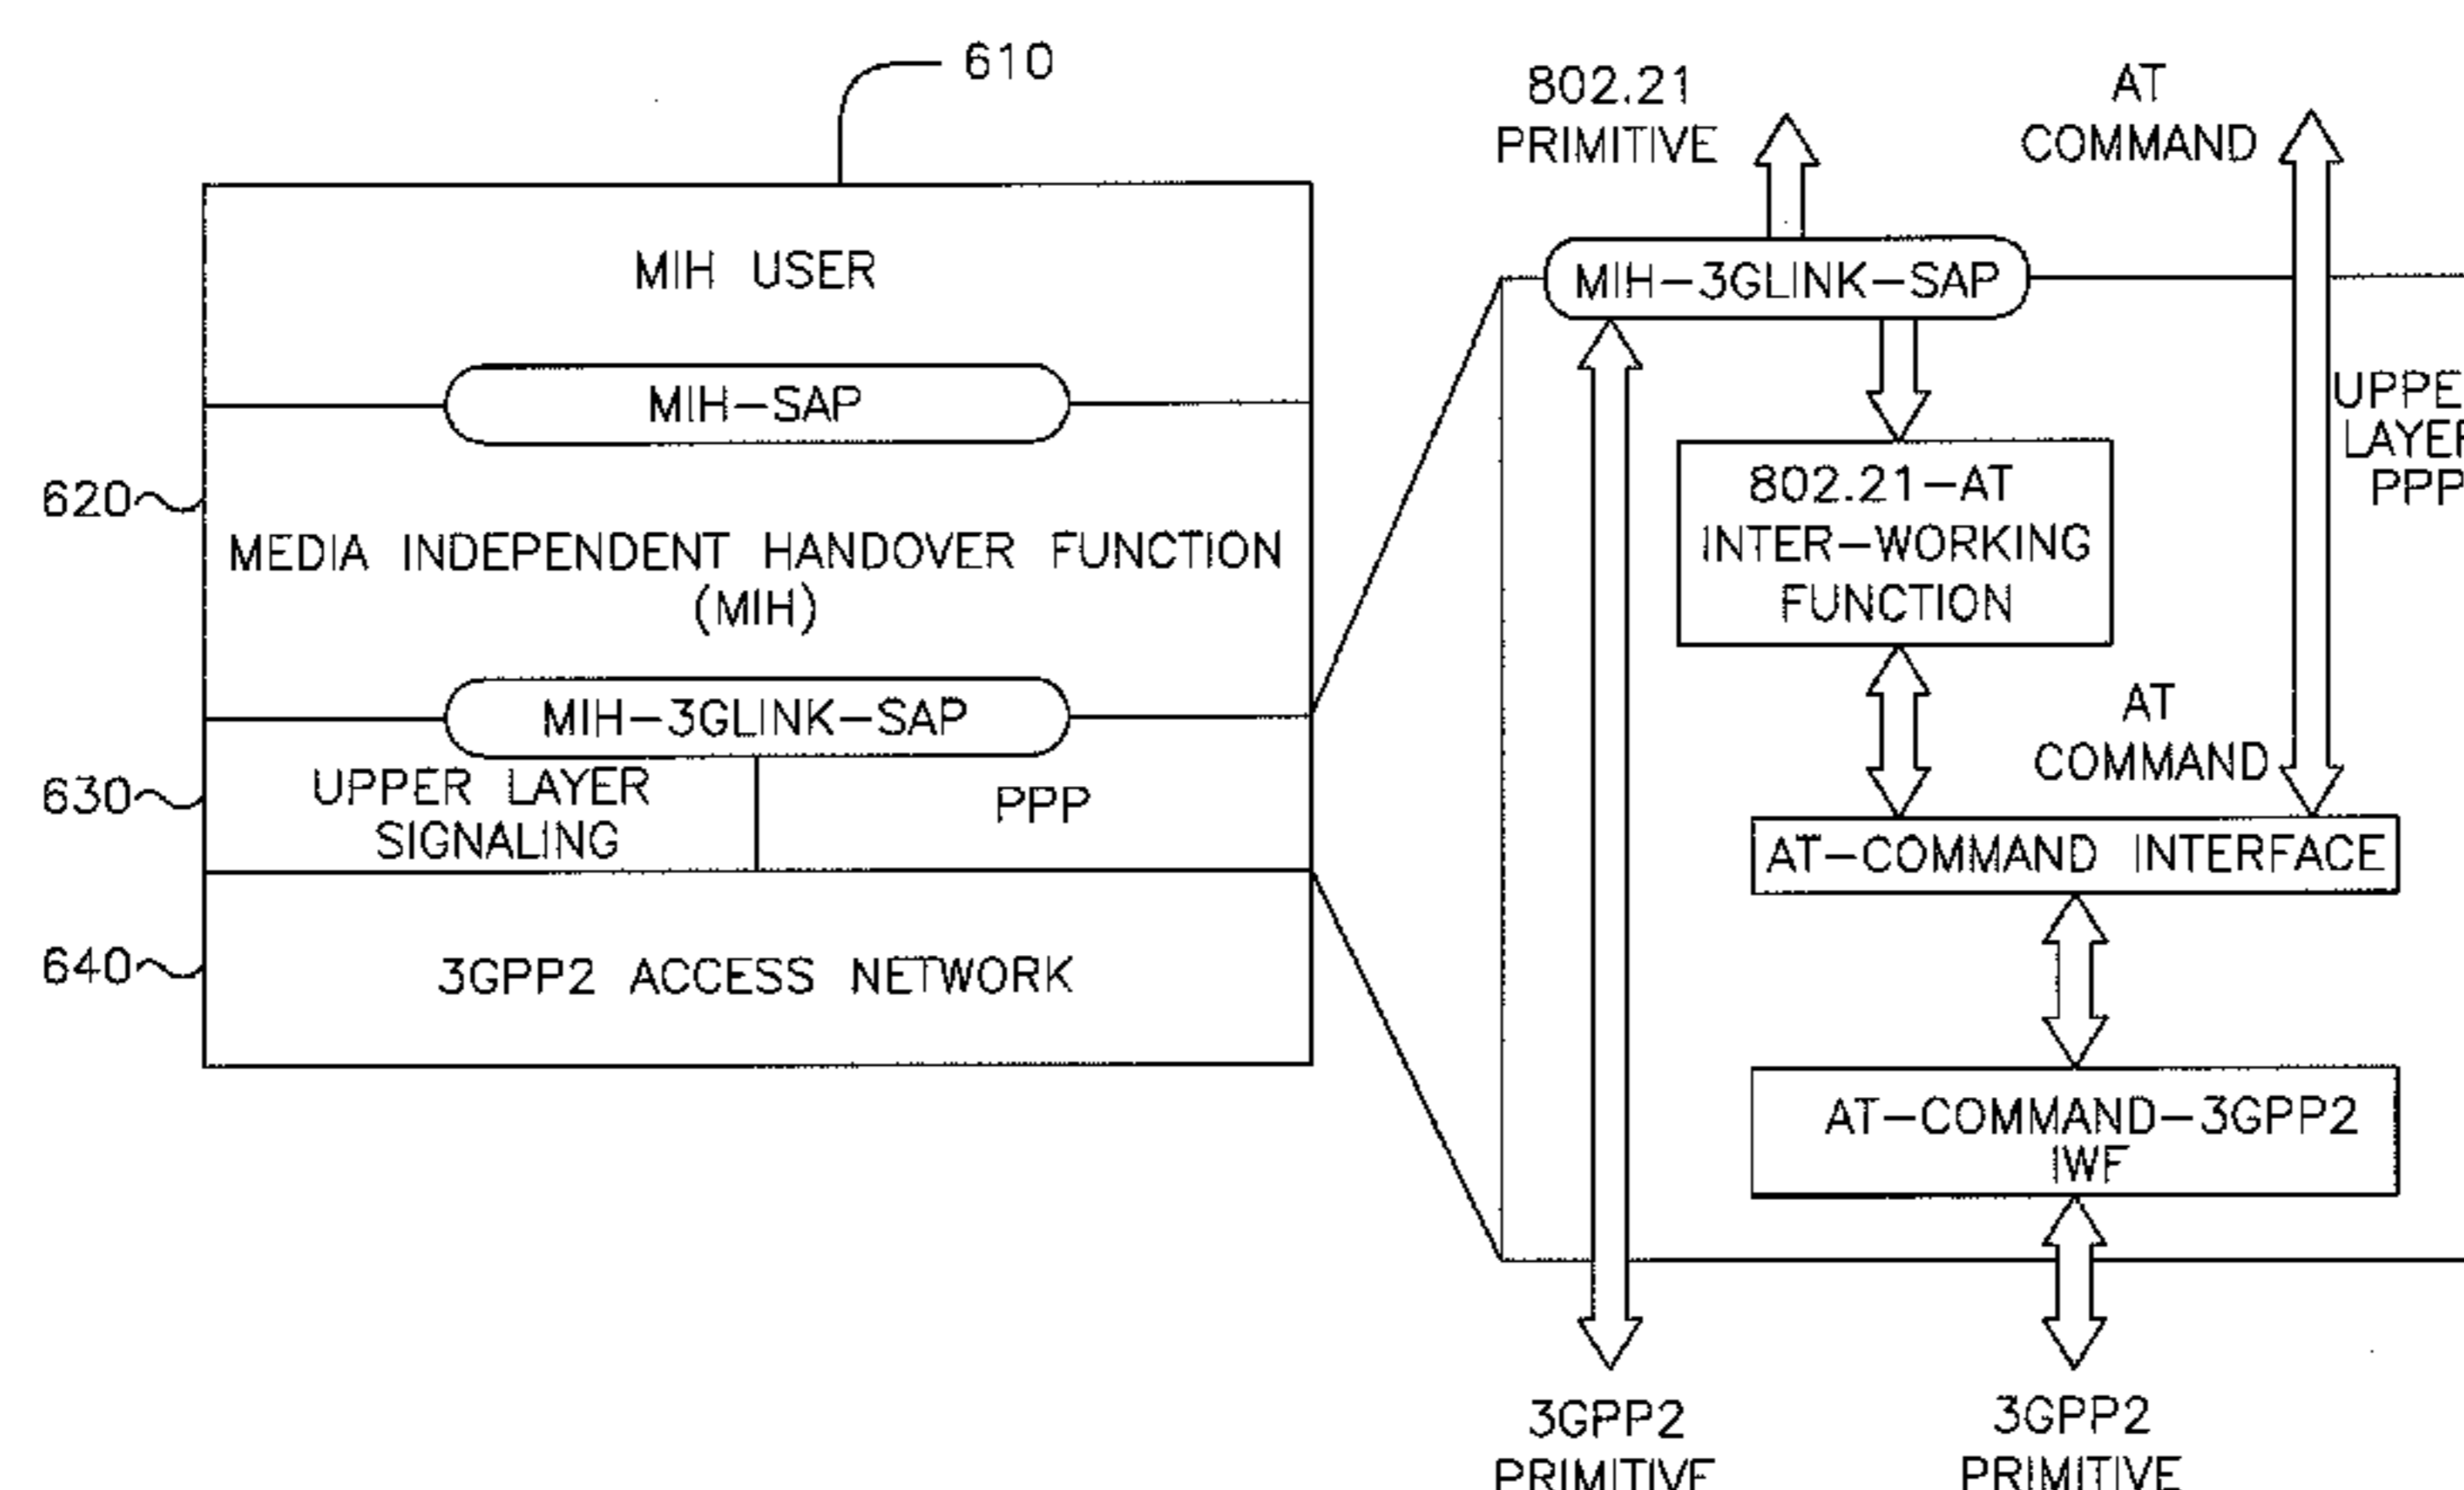 610
MIH USER
MIH-SAP
620
MEDIA INDEPENDENT HANDOVER FUNCTION
(MIH)
MIH-3GLINK-SAP
630
UPPER LAYER
SIGNALING
PPP
640
3GPP2 ACCESS NETWORK
802.21
PRIMITIVE
AT
COMMAND
MIH-3GLINK-SAP
UPPE
LAYER
PPP
802.21-AT
INTER-WORKING
FUNCTION
AT
COMMAND
AT-COMMAND INTERFACE
AT-COMMAND-3GPP2
IWF
3GPP2
PRIMITIVE
3GPP2
PRIMITIVE